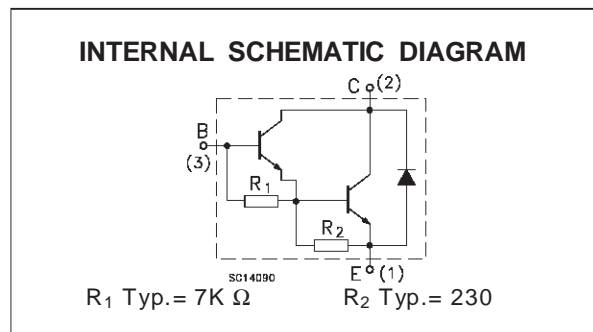 INTERNAL SCHEMATIC DIAGRAM
C (2)
B
(3)
R1
R2
SC14090
E (1)
R1 Typ.= 7K Ω R2 Typ.= 230